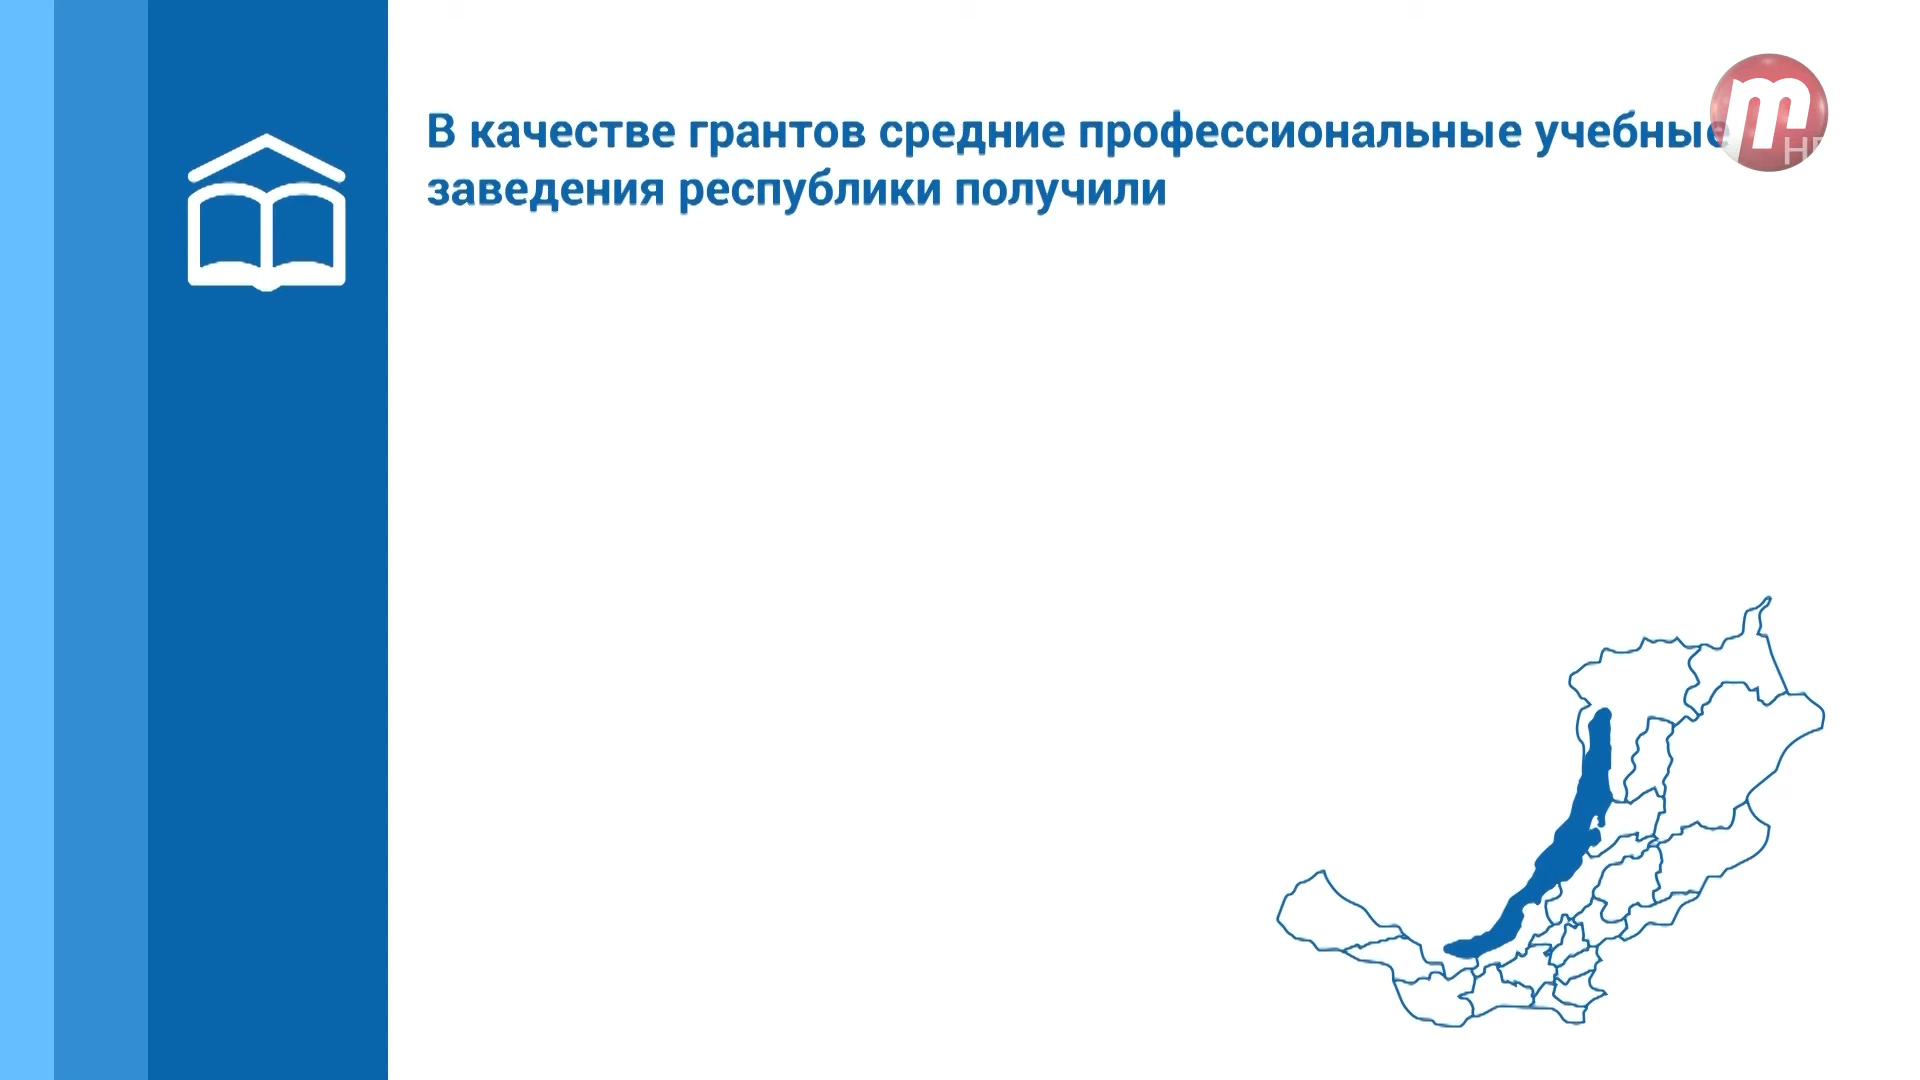 В качестве грантов средние профессиональные учебные
заведения республики получили